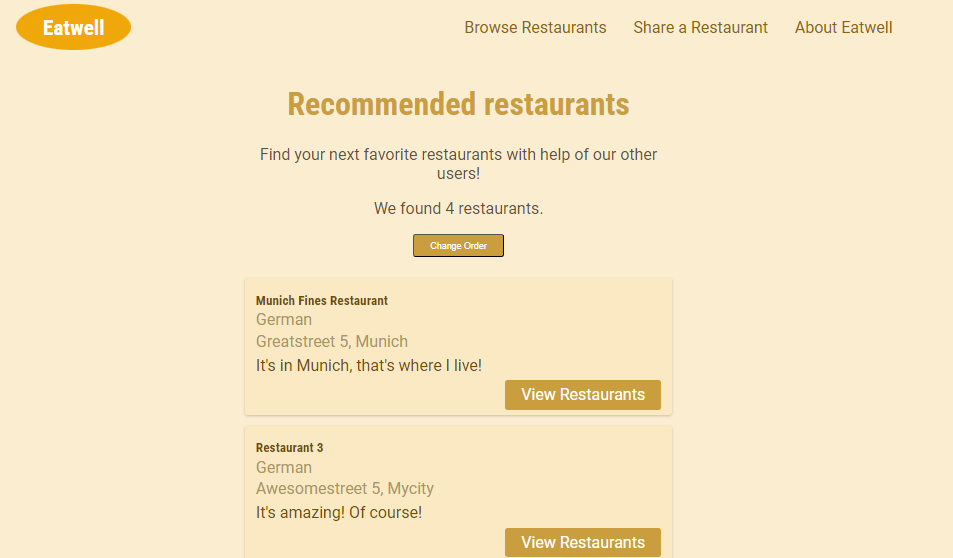 Eatwell
Browse Restaurants
Share a Restaurant
About Eatwell
Recommended restaurants
Find your next favorite restaurants with help of our other
users!
We found 4 restaurants.
Change Order
Munich Fines Restaurant
German
Greatstreet 5, Munich
It's in Munich, that's where I live!
View Restaurants
Restaurant 3
German
Awesomestreet 5, Mycity
It's amazing! Of course!
View Restaurants